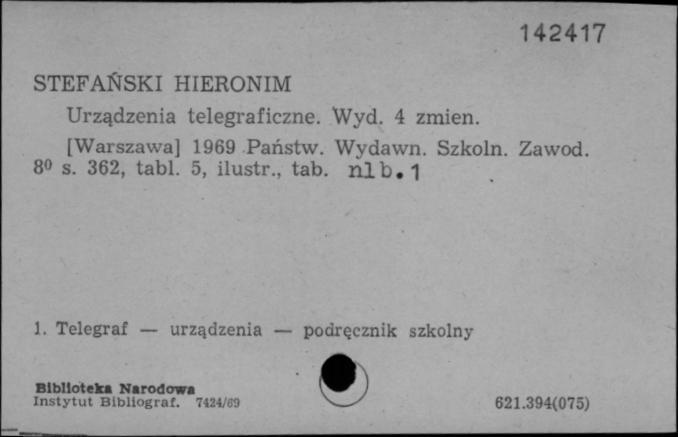 142417
STEFAŃSKI HIERONIM
Urządzenia telegraficzne. Wyd. 4 zmien.
[Warszawa] 1969 Państw. Wydawn. Szkoln. Zawod.
8⁰ s. 362, tabl. 5, ilustr., tab. nlb. 1
1. Telegraf — urządzenia — podręcznik szkolny
Biblioteka Narodowa
Instytut Bibliograf. 7424/69
621.394(075)